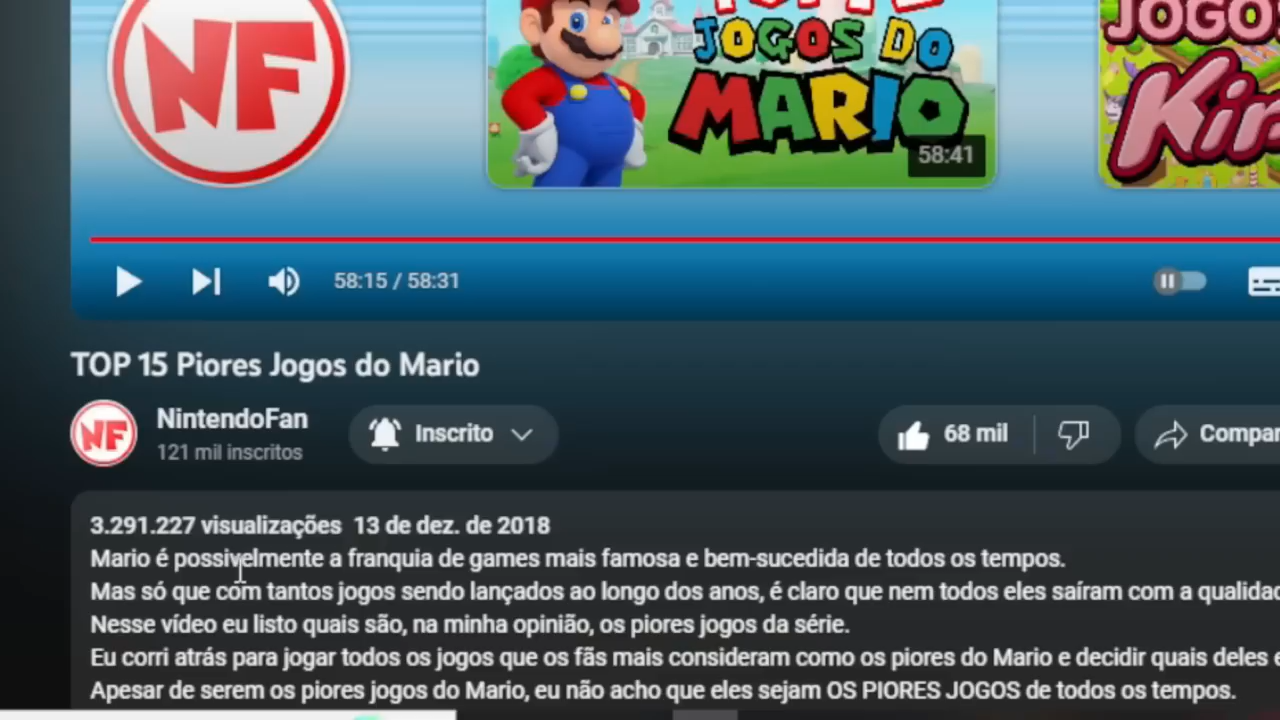 NF
JOGOS DO
MARIO
58:41
JOGO
Kir
58:15 / 58:31
TOP 15 Piores Jogos do Mario
NF
NintendoFan
121 mil inscritos
Inscrito
68 mil
Compar
3.291.227 visualizações 13 de dez. de 2018
Mario é possivelmente a franquia de games mais famosa e bem-sucedida de todos os tempos.
Mas só que com tantos jogos sendo lançados ao longo dos anos, é claro que nem todos eles saíram com a qualidad
Nesse vídeo eu listo quais são, na minha opinião, os piores jogos da série.
Eu corri atrás para jogar todos os jogos que os fãs mais consideram como os piores do Mario e decidir quais deles e
Apesar de serem os piores jogos do Mario, eu não acho que eles sejam OS PIORES JOGOS de todos os tempos.